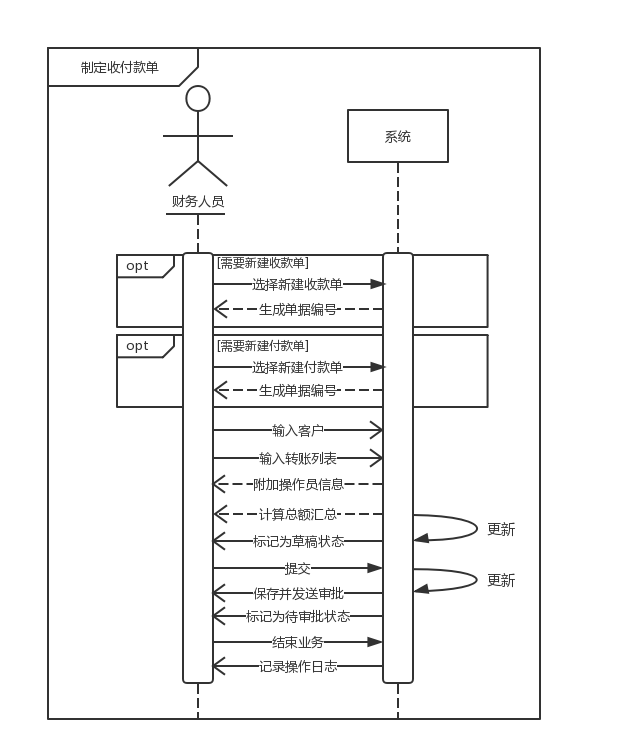 制定收付款单
系统
财务人员
opt
[需要新建收款单]
选择新建收款单
生成单据编号
opt
[需要新建付款单]
选择新建付款单
生成单据编号
输入客户
输入转账列表
附加操作员信息
计算总额汇总
更新
标记为草稿状态
提交
更新
保存并发送审批
标记为待审批状态
结束业务
记录操作日志